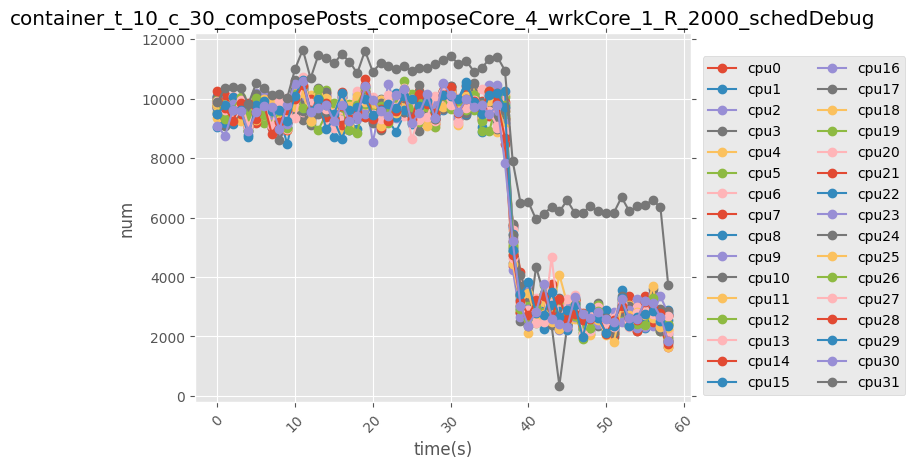 container_t_10_c_30_composePosts_composeCore_4_wrkCore_1_R_2000_schedDebug
12000
10000
8000
6000
4000
2000
0
num
0 10 20 30 40 50 60
time(s)
cpu0 cpu16
cpu1 cpu17
cpu2 cpu18
cpu3 cpu19
cpu4 cpu20
cpu5 cpu21
cpu6 cpu22
cpu7 cpu23
cpu8 cpu24
cpu9 cpu25
cpu10 cpu26
cpu11 cpu27
cpu12 cpu28
cpu13 cpu29
cpu14 cpu30
cpu15 cpu31